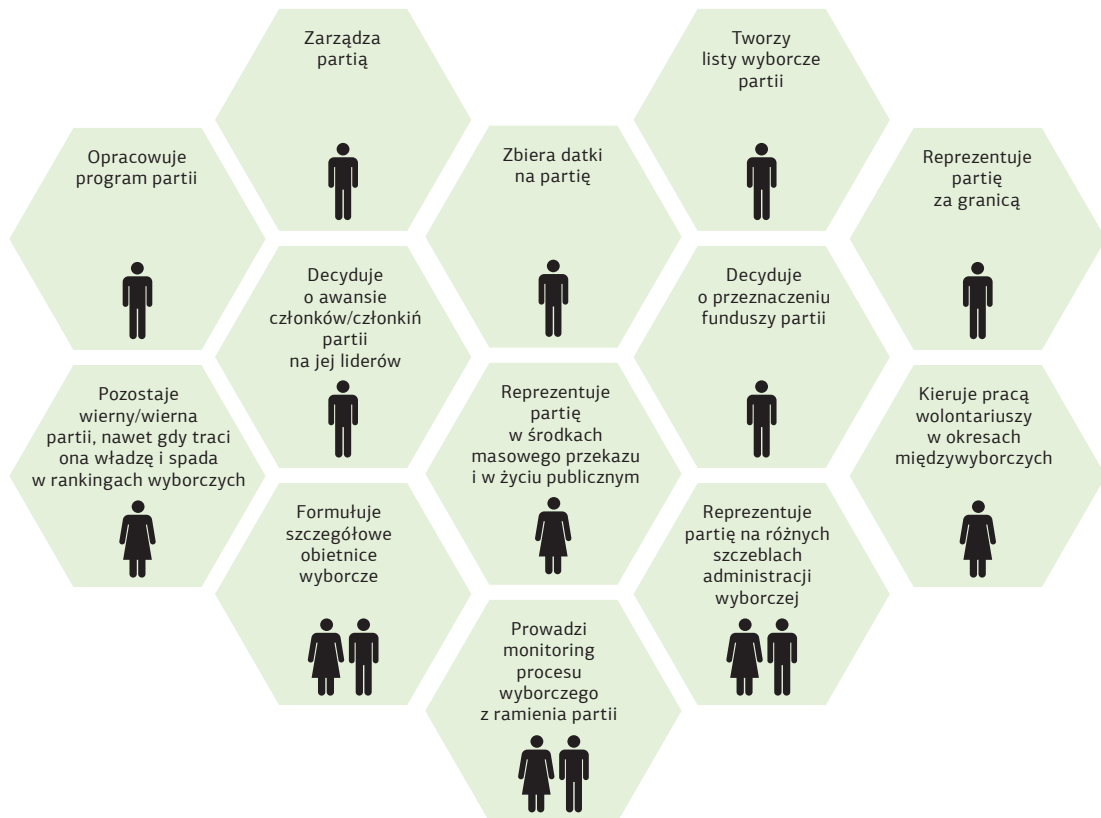 Zarządza
partią
Tworzy
listy wyborcze
partii
Opracowuje
program partii
Zbiera datki
na partię
Reprezentuje
partię
za granicą
Decyduje
o awansie
członków/członkiń
partii
na jej liderów
Decyduje
o przeznaczeniu
funduszy partii
Pozostaje
wierny/wierna
partii, nawet gdy traci
ona władzę i spada
w rankingach wyborczych
Reprezentuje
partię
w środkach
masowego przekazu
i w życiu publicznym
Kieruje pracą
wolontariuszy
w okresach
międzywyborczych
Formułuje
szczegółowe
obietnice
wyborcze
Reprezentuje
partię na różnych
szczeblach
administracji
wyborczej
Prowadzi
monitoring
procesu
wyborczego
z ramienia partii